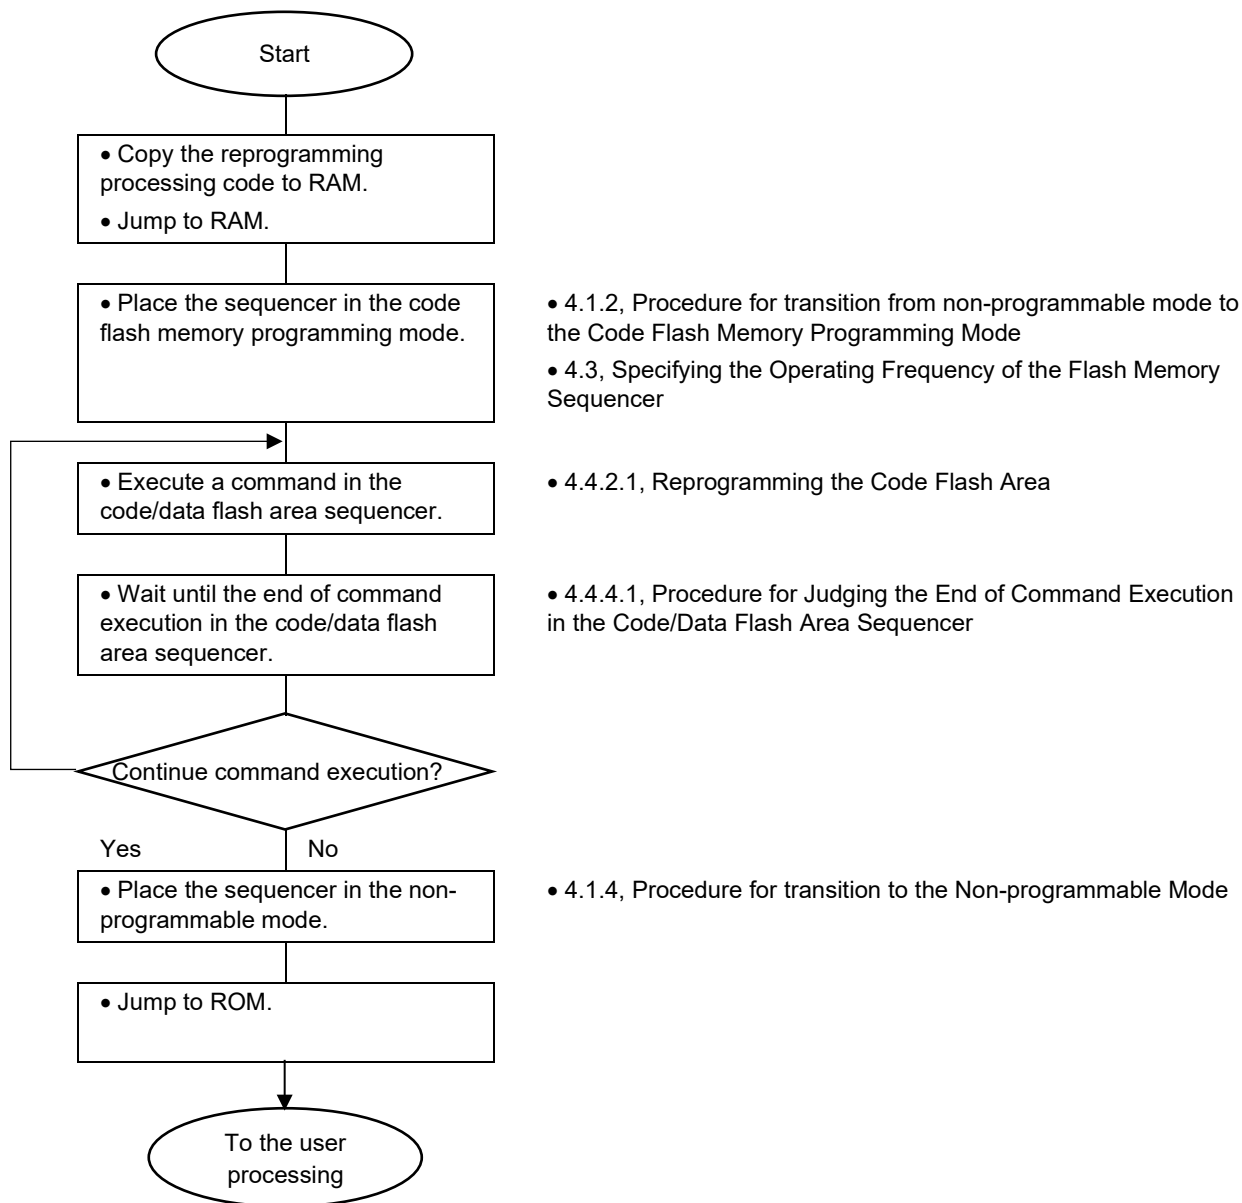 Start
• Copy the reprogramming
processing code to RAM.
• Jump to RAM.
• Place the sequencer in the code
flash memory programming mode.
• 4.1.2, Procedure for transition from non-programmable mode to
the Code Flash Memory Programming Mode
• 4.3, Specifying the Operating Frequency of the Flash Memory
Sequencer
• Execute a command in the
code/data flash area sequencer.
• 4.4.2.1, Reprogramming the Code Flash Area
• Wait until the end of command
execution in the code/data flash
area sequencer.
• 4.4.4.1, Procedure for Judging the End of Command Execution
in the Code/Data Flash Area Sequencer
Continue command execution?
Yes
No
• Place the sequencer in the non-
programmable mode.
• 4.1.4, Procedure for transition to the Non-programmable Mode
• Jump to ROM.
To the user
processing